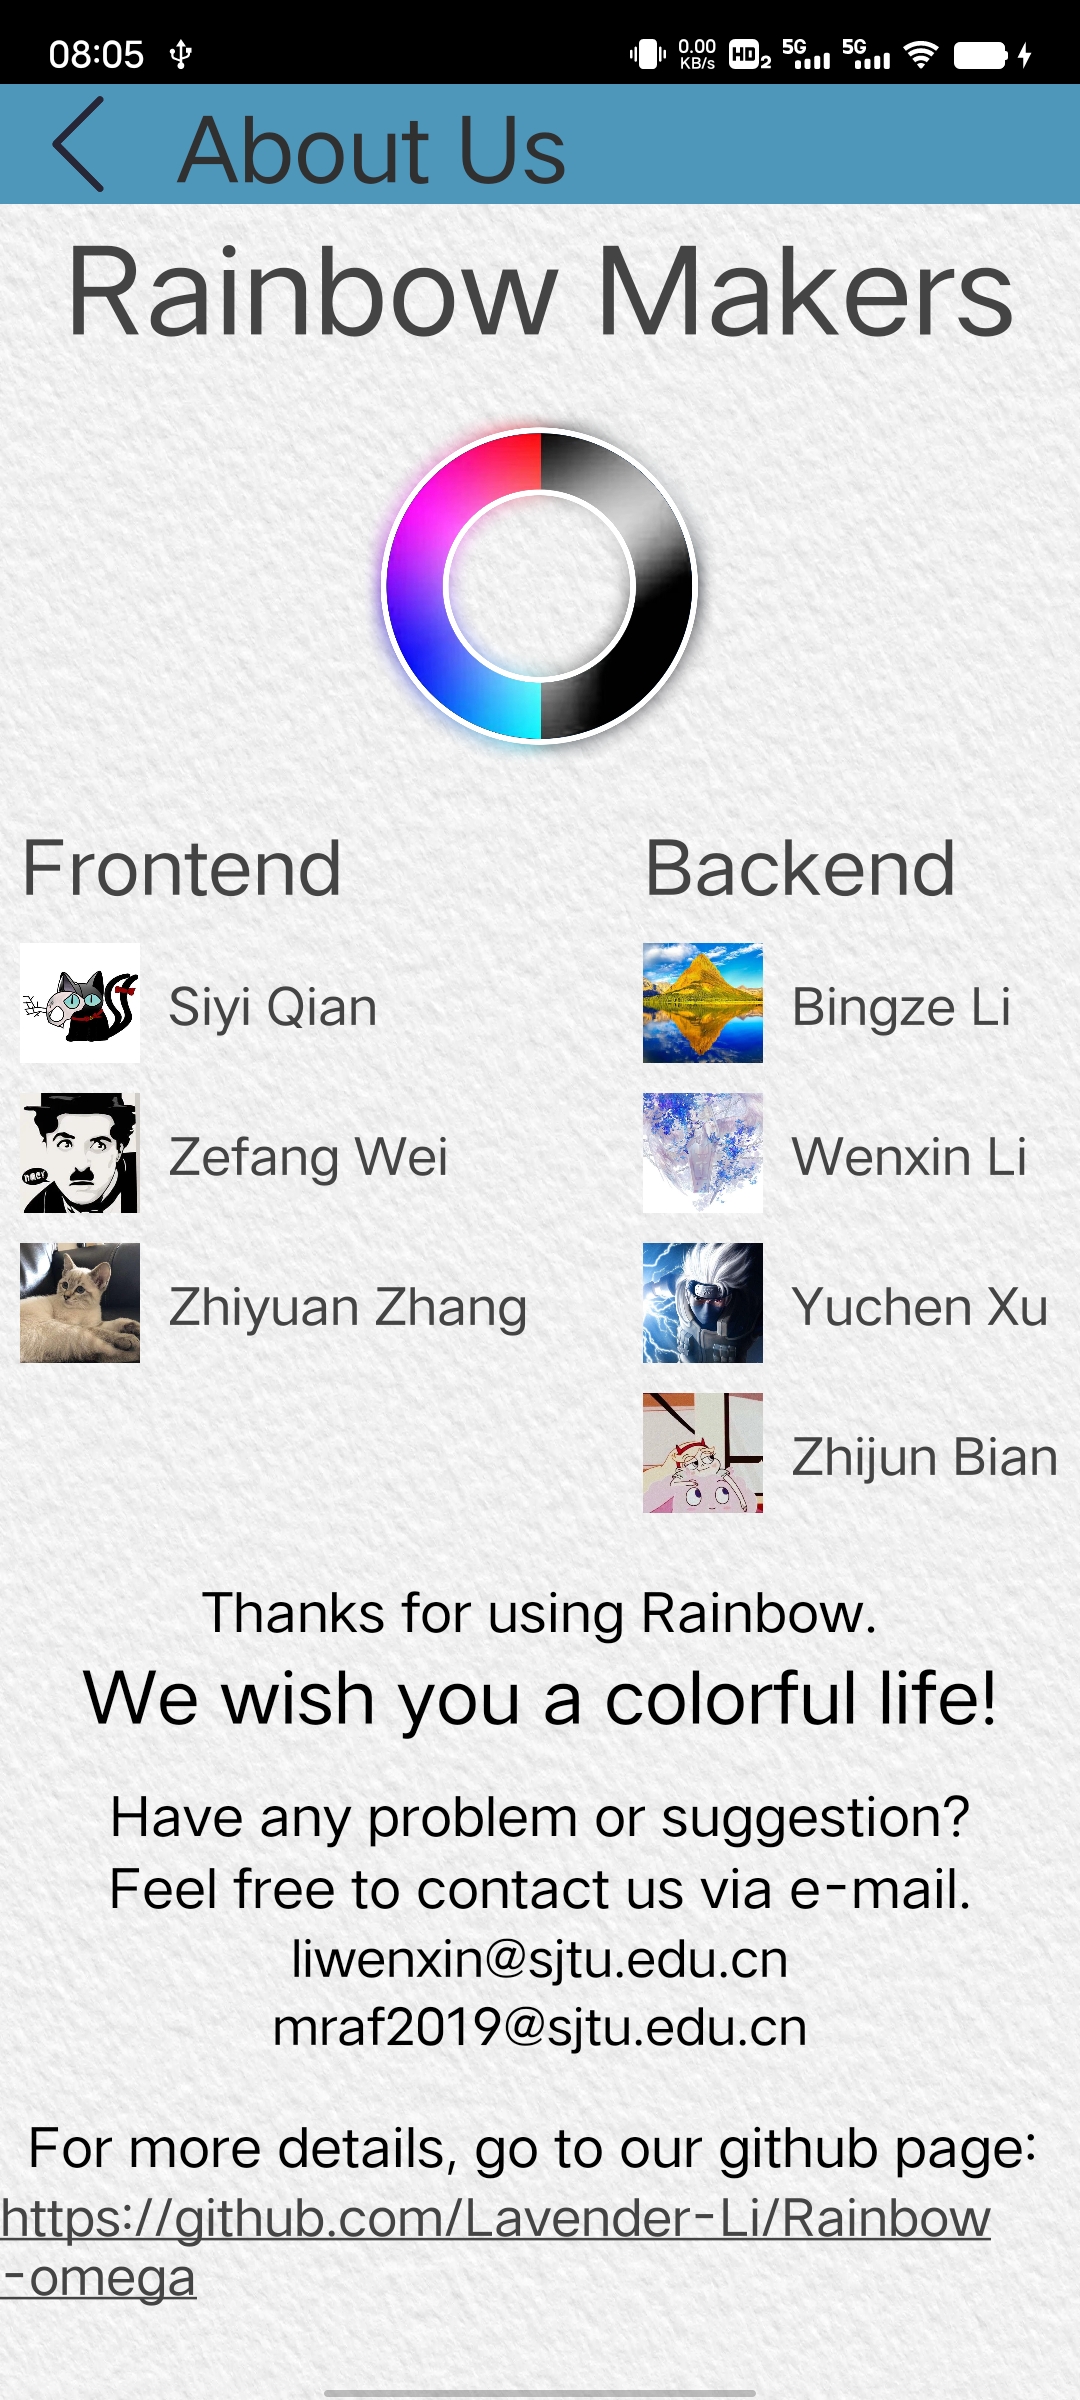 08:05
0.00
KB/s
HD 2
5G
5G
About Us
Rainbow Makers
Frontend
Backend
Siyi Qian
Bingze Li
Zefang Wei
Wenxin Li
Zhiyuan Zhang
Yuchen Xu
Zhijun Bian
Thanks for using Rainbow.
We wish you a colorful life!
Have any problem or suggestion?
Feel free to contact us via e-mail.
liwenxin@sjtu.edu.cn
mraf2019@sjtu.edu.cn
For more details, go to our github page:
https://github.com/Lavender-Li/Rainbow
-omega